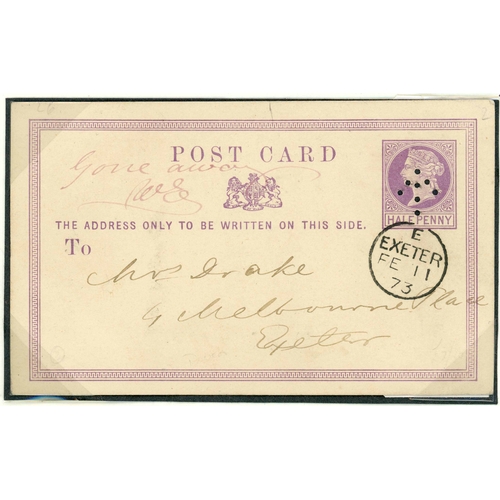 POST CARD
Gone away
THE ADDRESS ONLY TO BE WRITTEN ON THIS SIDE.
To
HALFPENNY
E
EXETER
FE 11
73
Mrs Drake
9 Melbourne Place
Exeter